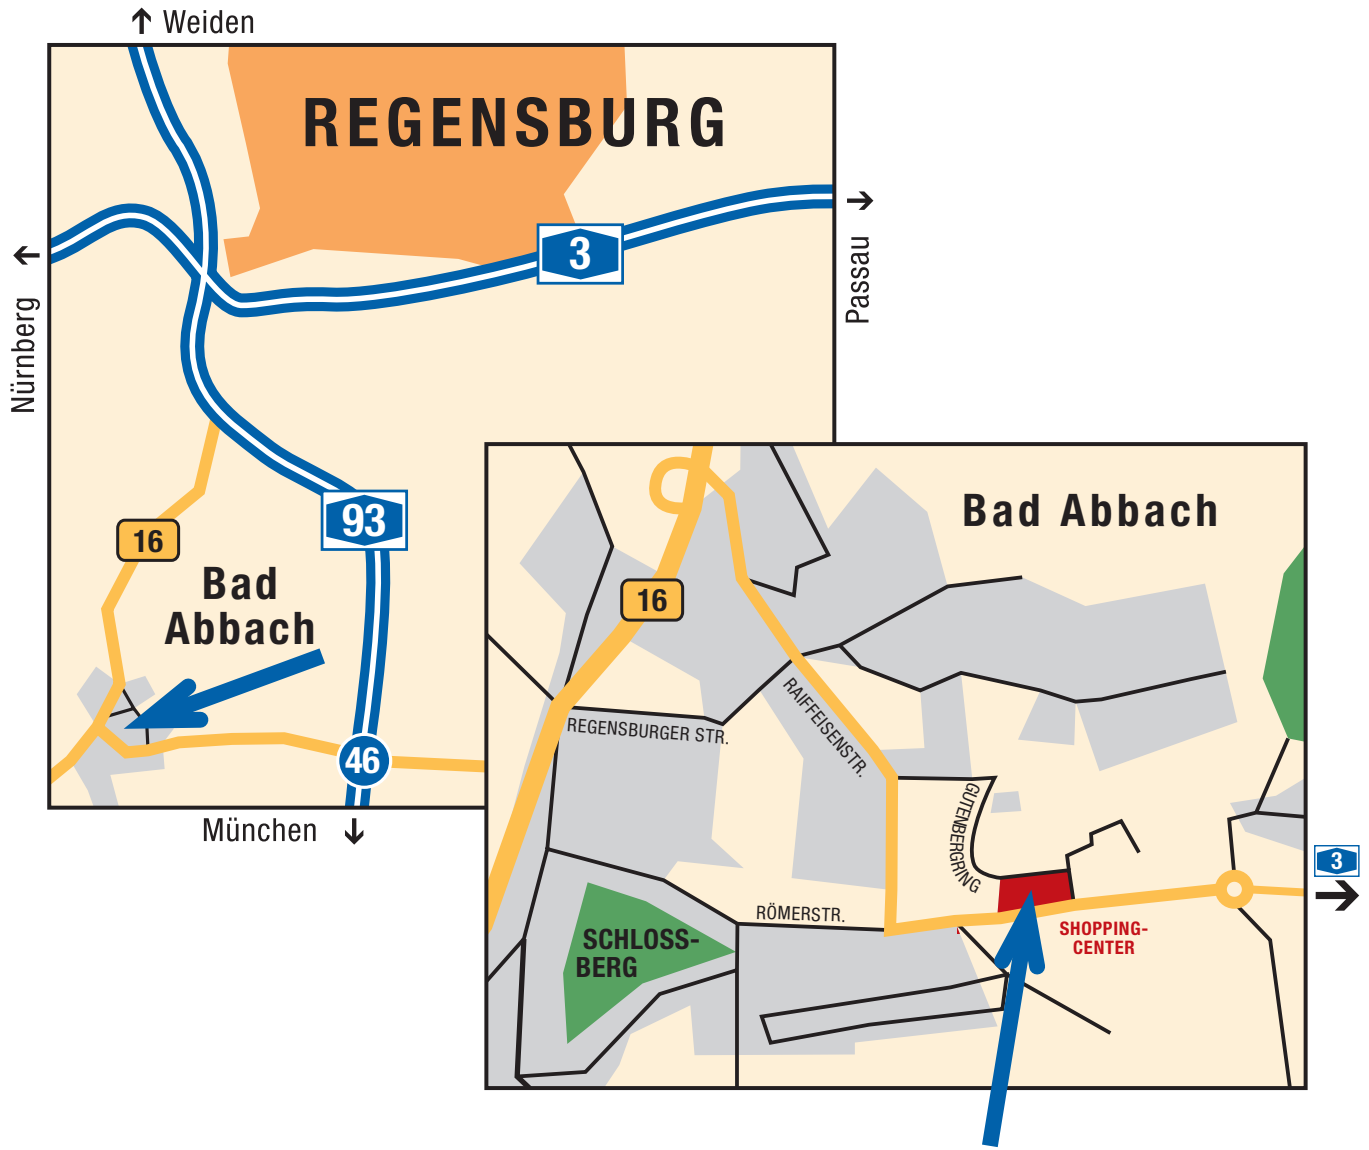 Weiden
REGENSBURG
3
Nürnberg
Passau
93
16
Bad
Abbach
46
München
Bad Abbach
16
REGENSBURGER STR.
RAIFFEISENSTR.
GUTENBERGRING
3
RÖMERSTR.
SHOPPING-
CENTER
SCHLOSS-
BERG